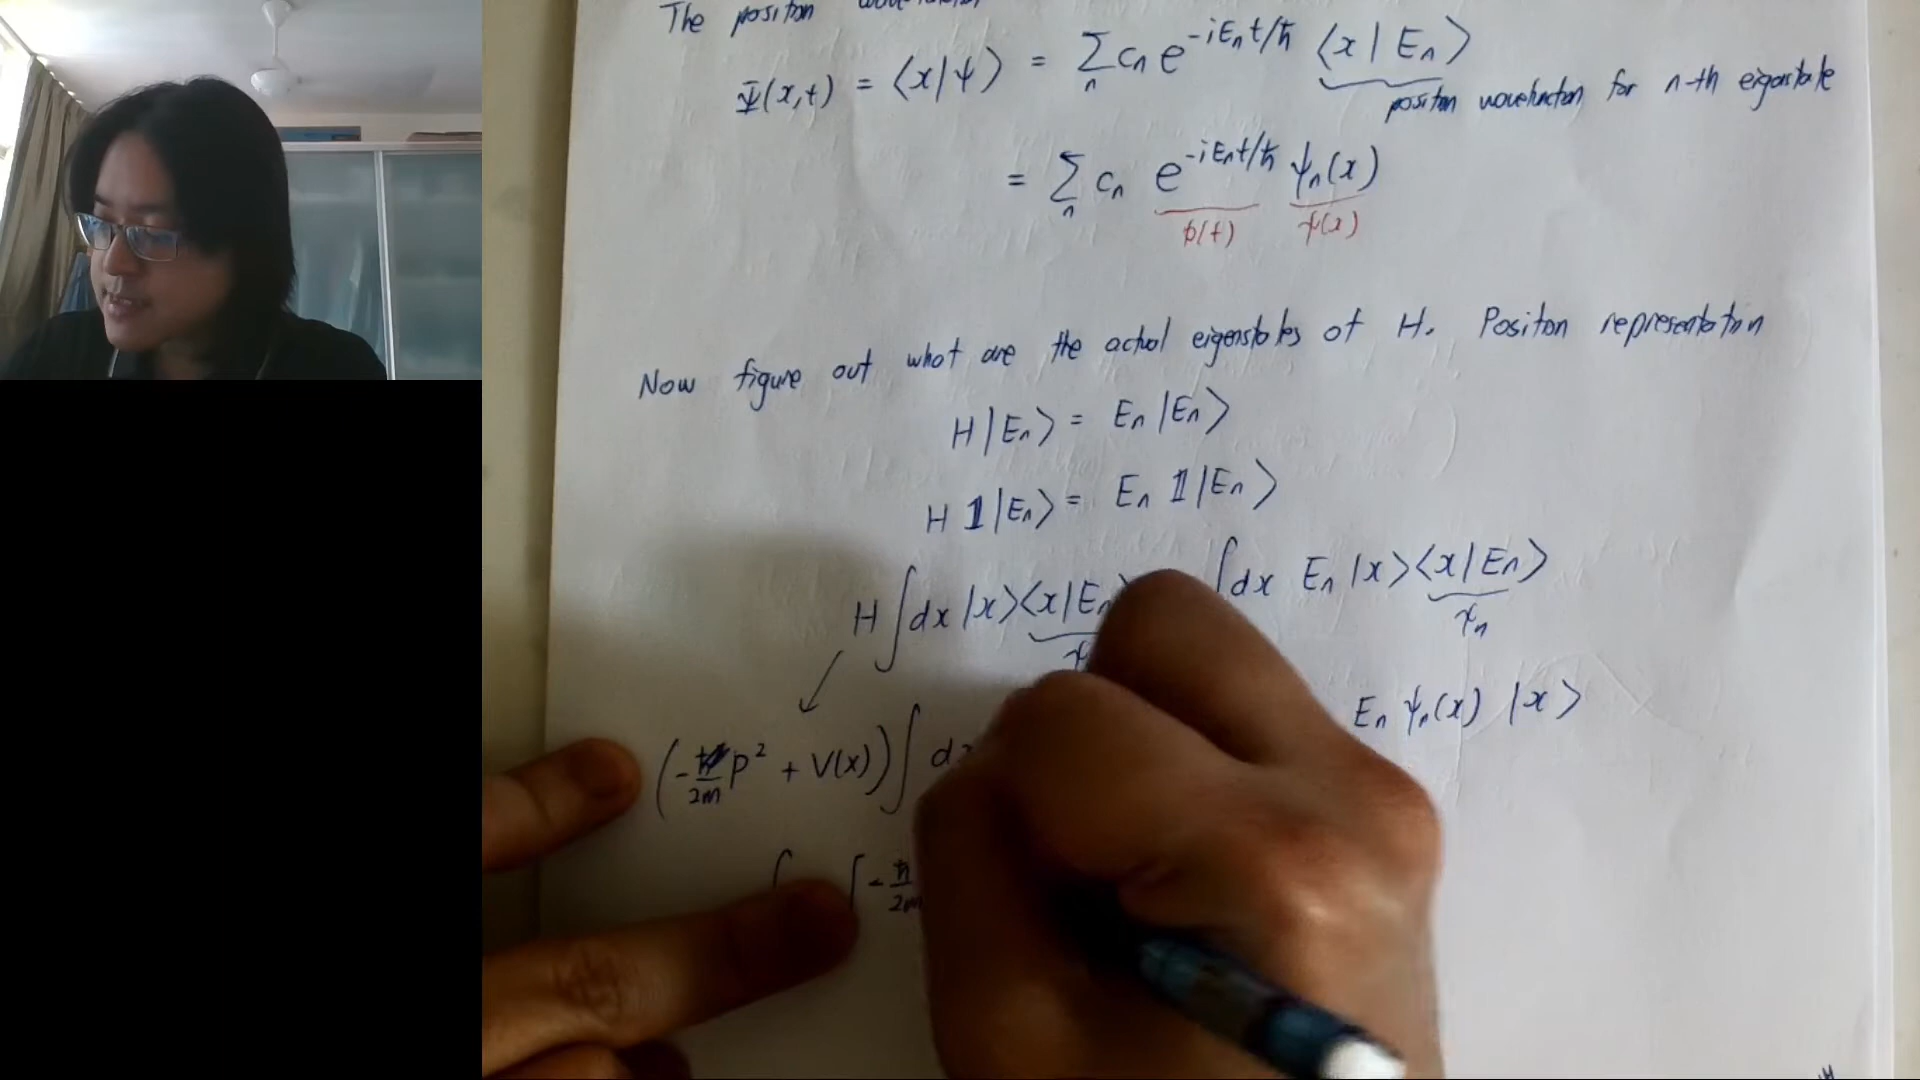 The position
Ψ(x,t) = ⟨x|ψ⟩ = Σ_n c_n e^{-iE_n t/ħ} ⟨x|E_n⟩
position wavefunction for n-th eigenstate
= Σ_n c_n e^{-iE_n t/ħ} ψ_n(x)
φ(t) ψ(x)
Now figure out what are the actual eigenstates of H. Position representation
H|E_n⟩ = E_n|E_n⟩
H 𝟙|E_n⟩ = E_n 𝟙|E_n⟩
H ∫dx |x⟩⟨x|E_n ∫dx E_n |x⟩⟨x|E_n⟩
ψ_n
E_n ψ_n(x) |x⟩
(-1/2m p² + V(x)) ∫ d
∫ [-ħ/2m